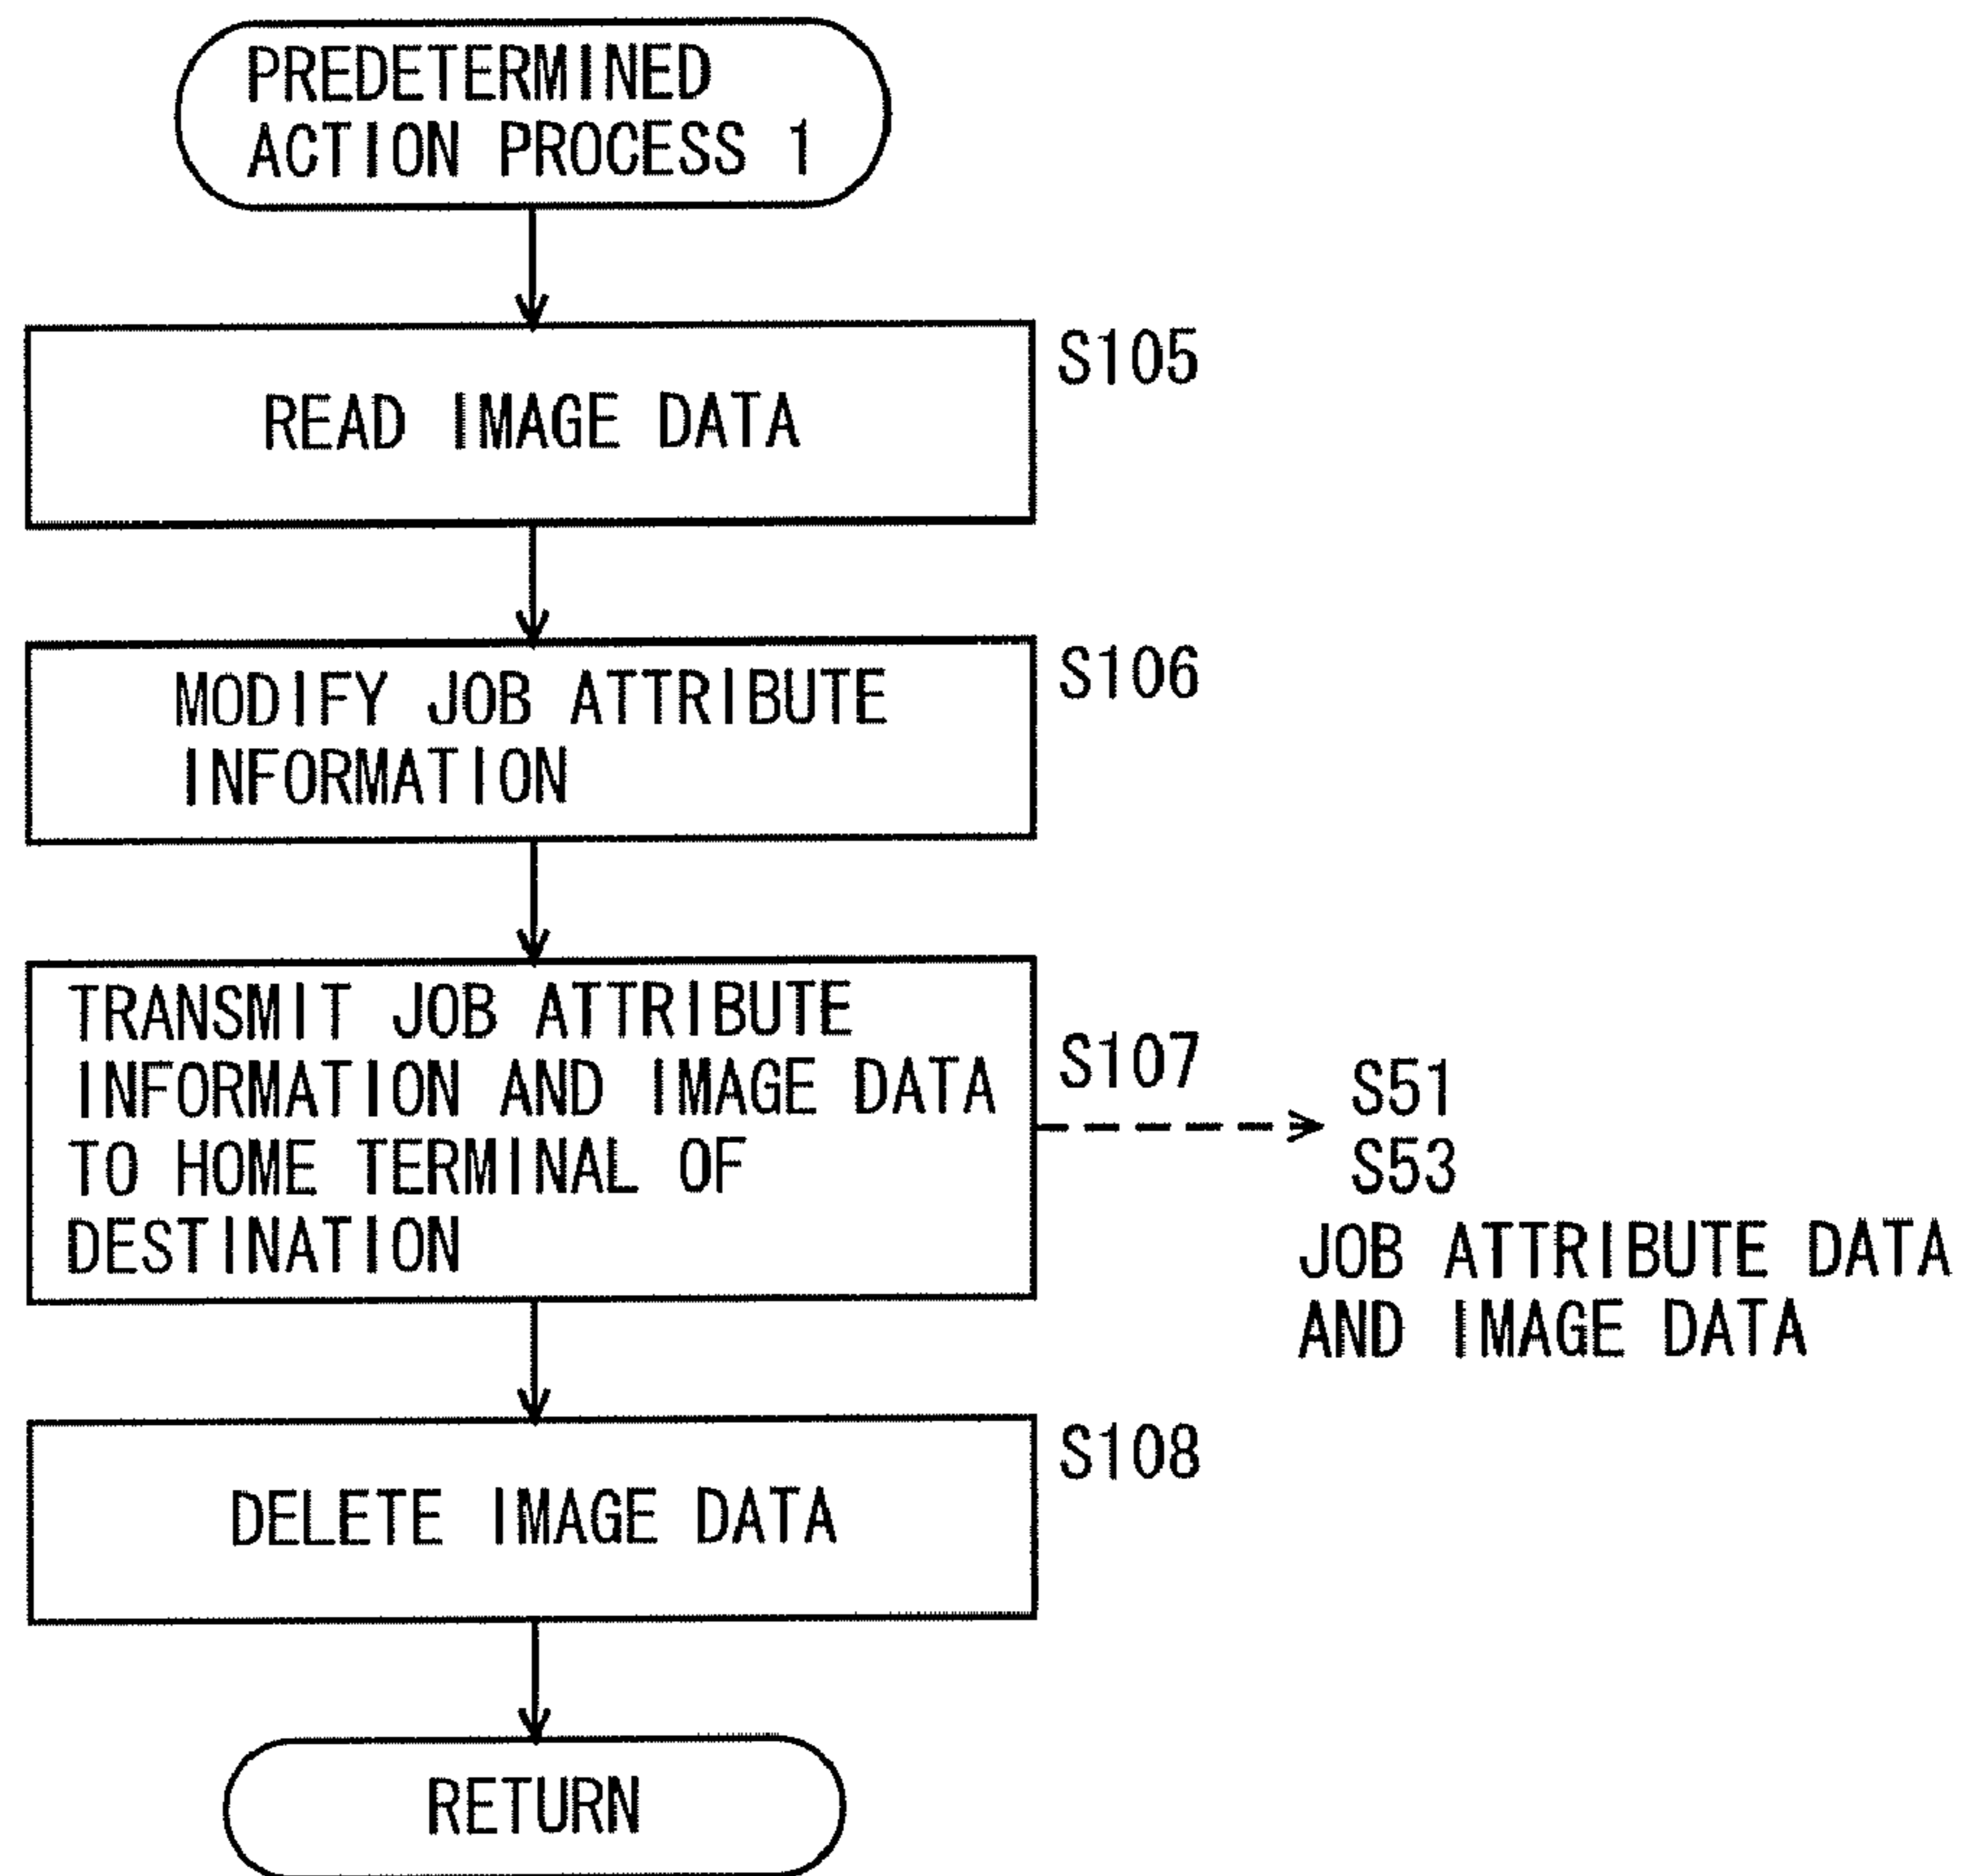 PREDETERMINED
ACTION PROCESS 1
S105
READ IMAGE DATA
S106
MODIFY JOB ATTRIBUTE
INFORMATION
TRANSMIT JOB ATTRIBUTE
INFORMATION AND IMAGE DATA
TO HOME TERMINAL OF
DESTINATION
S107
S51
S53
JOB ATTRIBUTE DATA
AND IMAGE DATA
S108
DELETE IMAGE DATA
RETURN